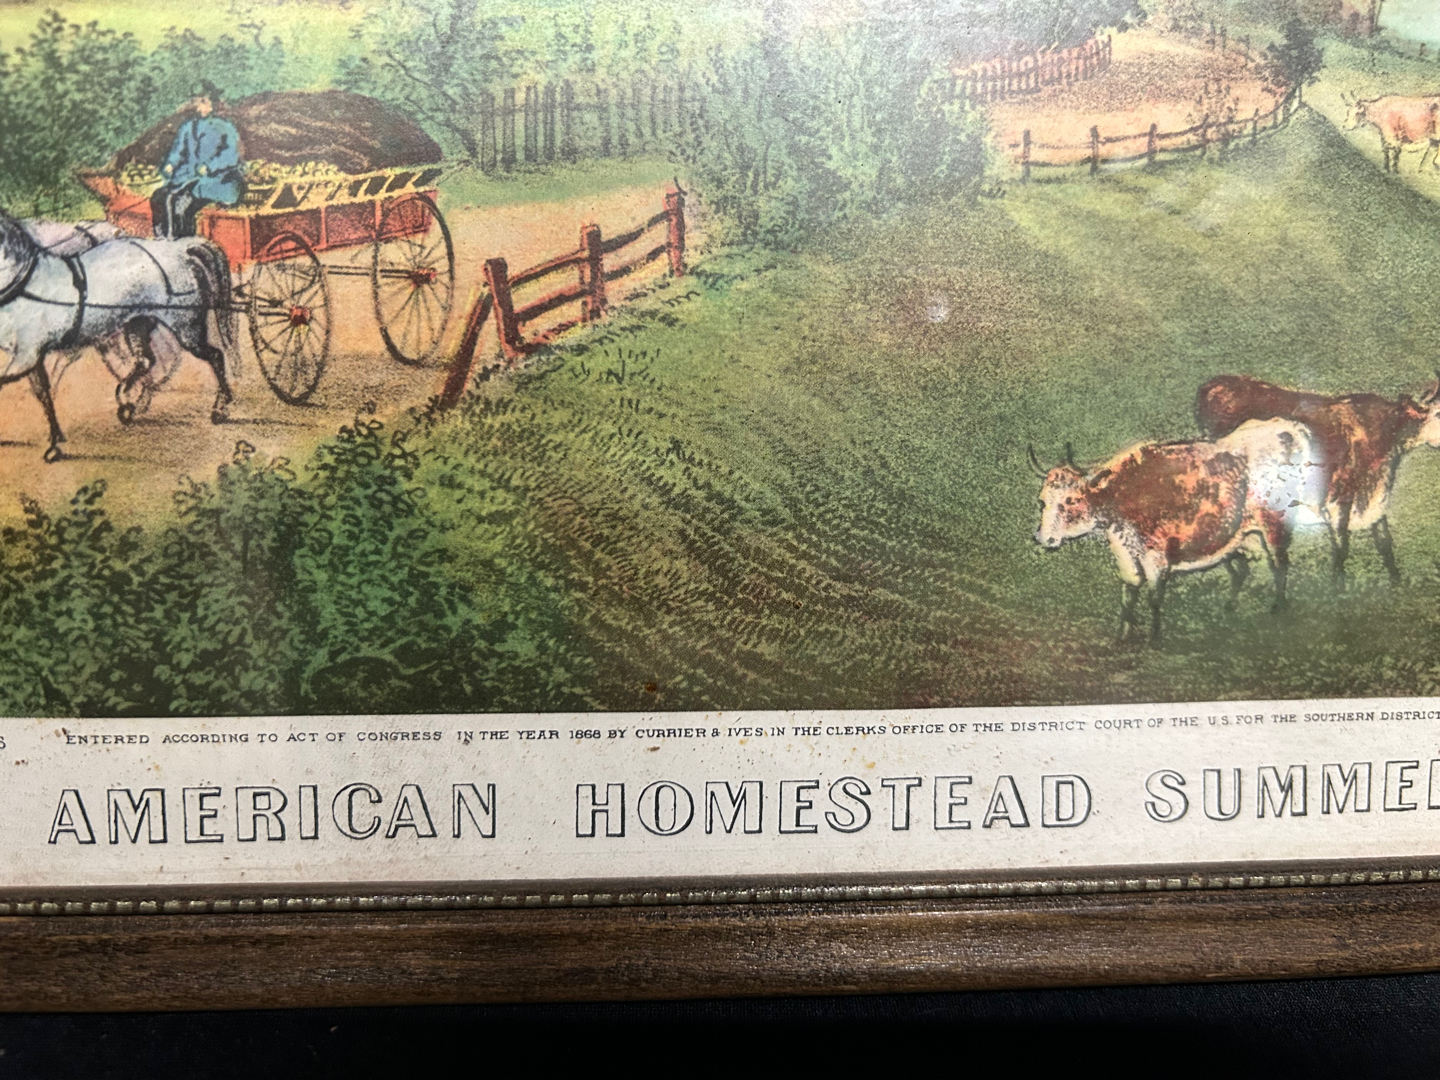 ENTERED ACCORDING TO ACT OF CONGRESS IN THE YEAR 1868 BY CURRIER & IVES, IN THE CLERKS OFFICE OF THE DISTRICT COURT OF THE U.S. FOR THE SOUTHERN DISTRICT
AMERICAN HOMESTEAD SUMMER